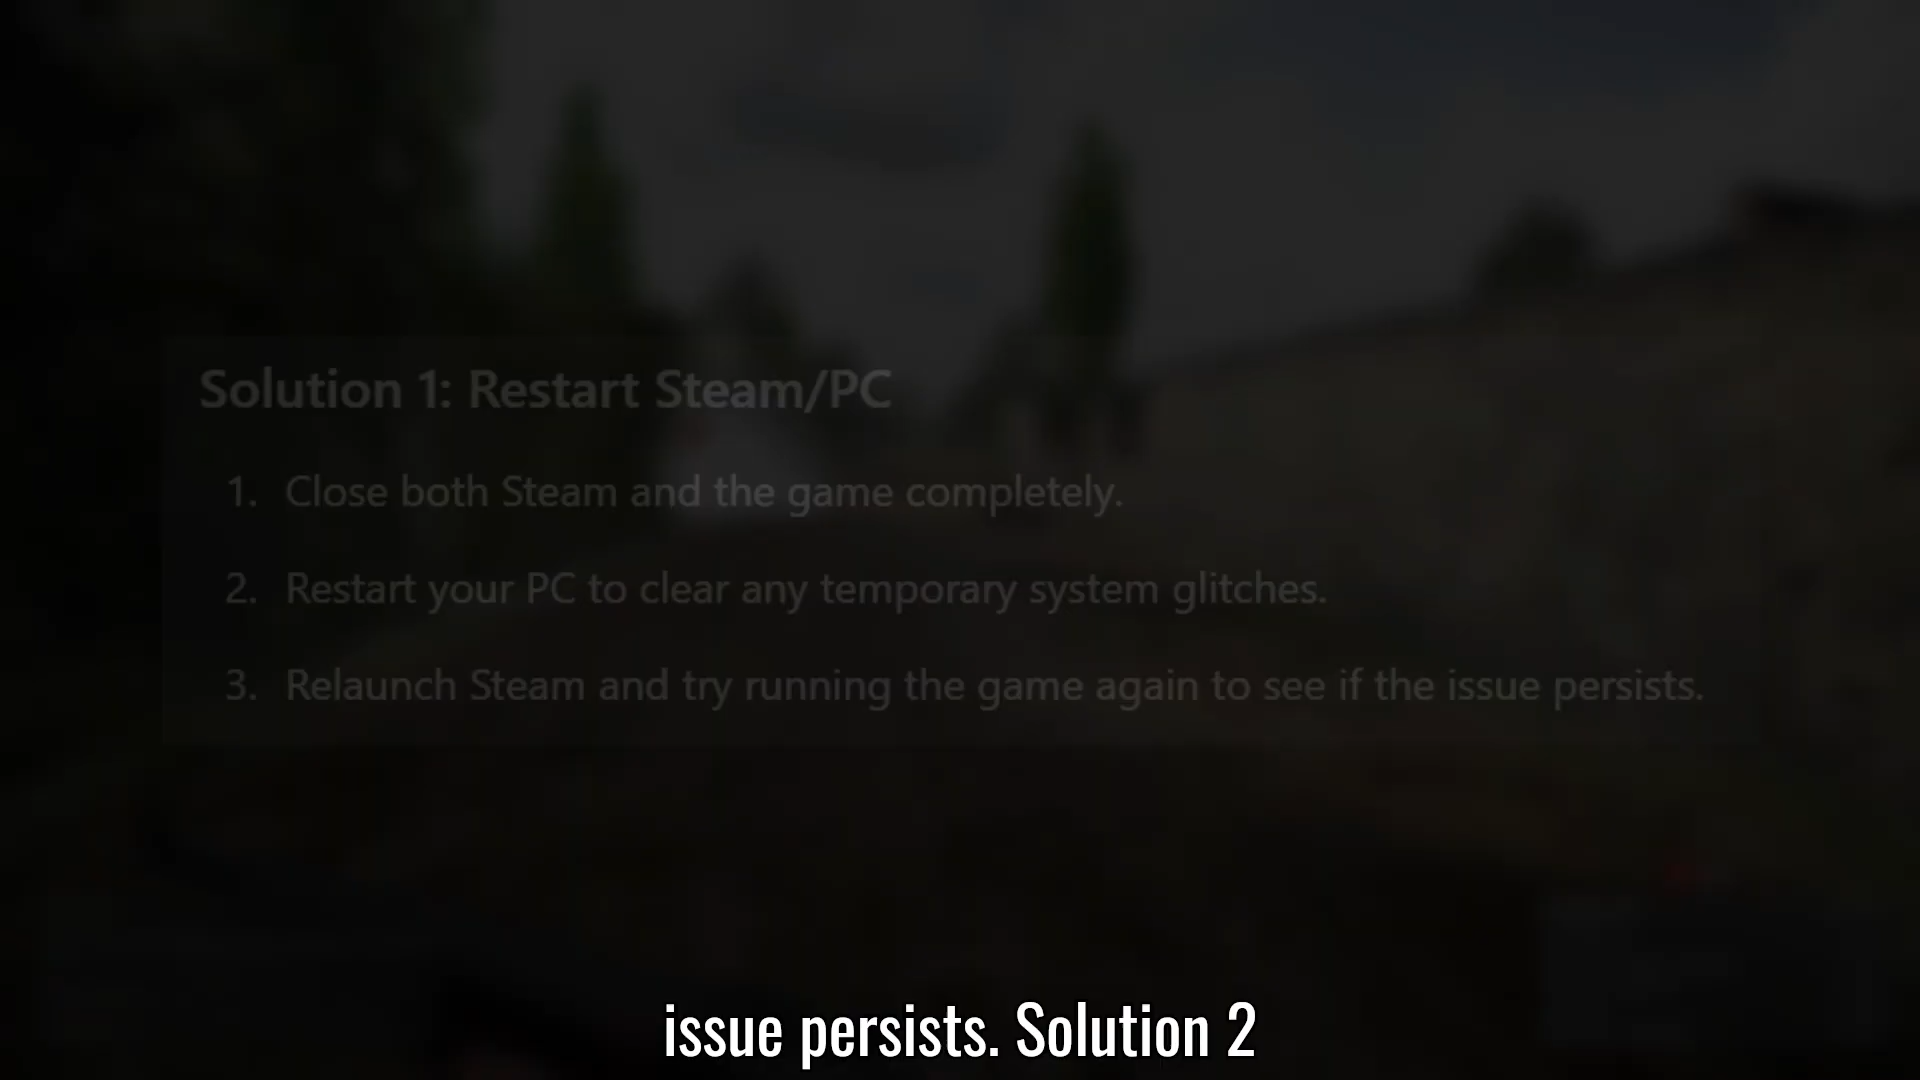 Solution 1: Restart Steam/PC
1. Close both Steam and the game completely.
2. Restart your PC to clear any temporary system glitches.
3. Relaunch Steam and try running the game again to see if the issue persists.
issue persists. Solution 2